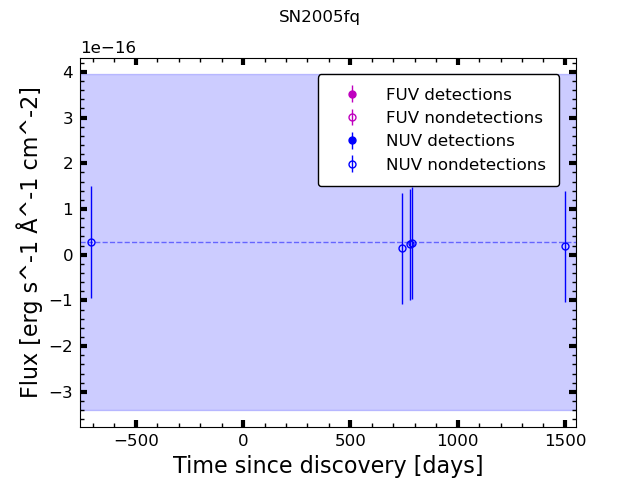 SN2005fq
1e−16
4
3
2
1
0
−1
−2
−3
FUV detections
FUV nondetections
NUV detections
NUV nondetections
−500
0
500
1000
1500
Time since discovery [days]
Flux [erg s^-1 Å^-1 cm^-2]